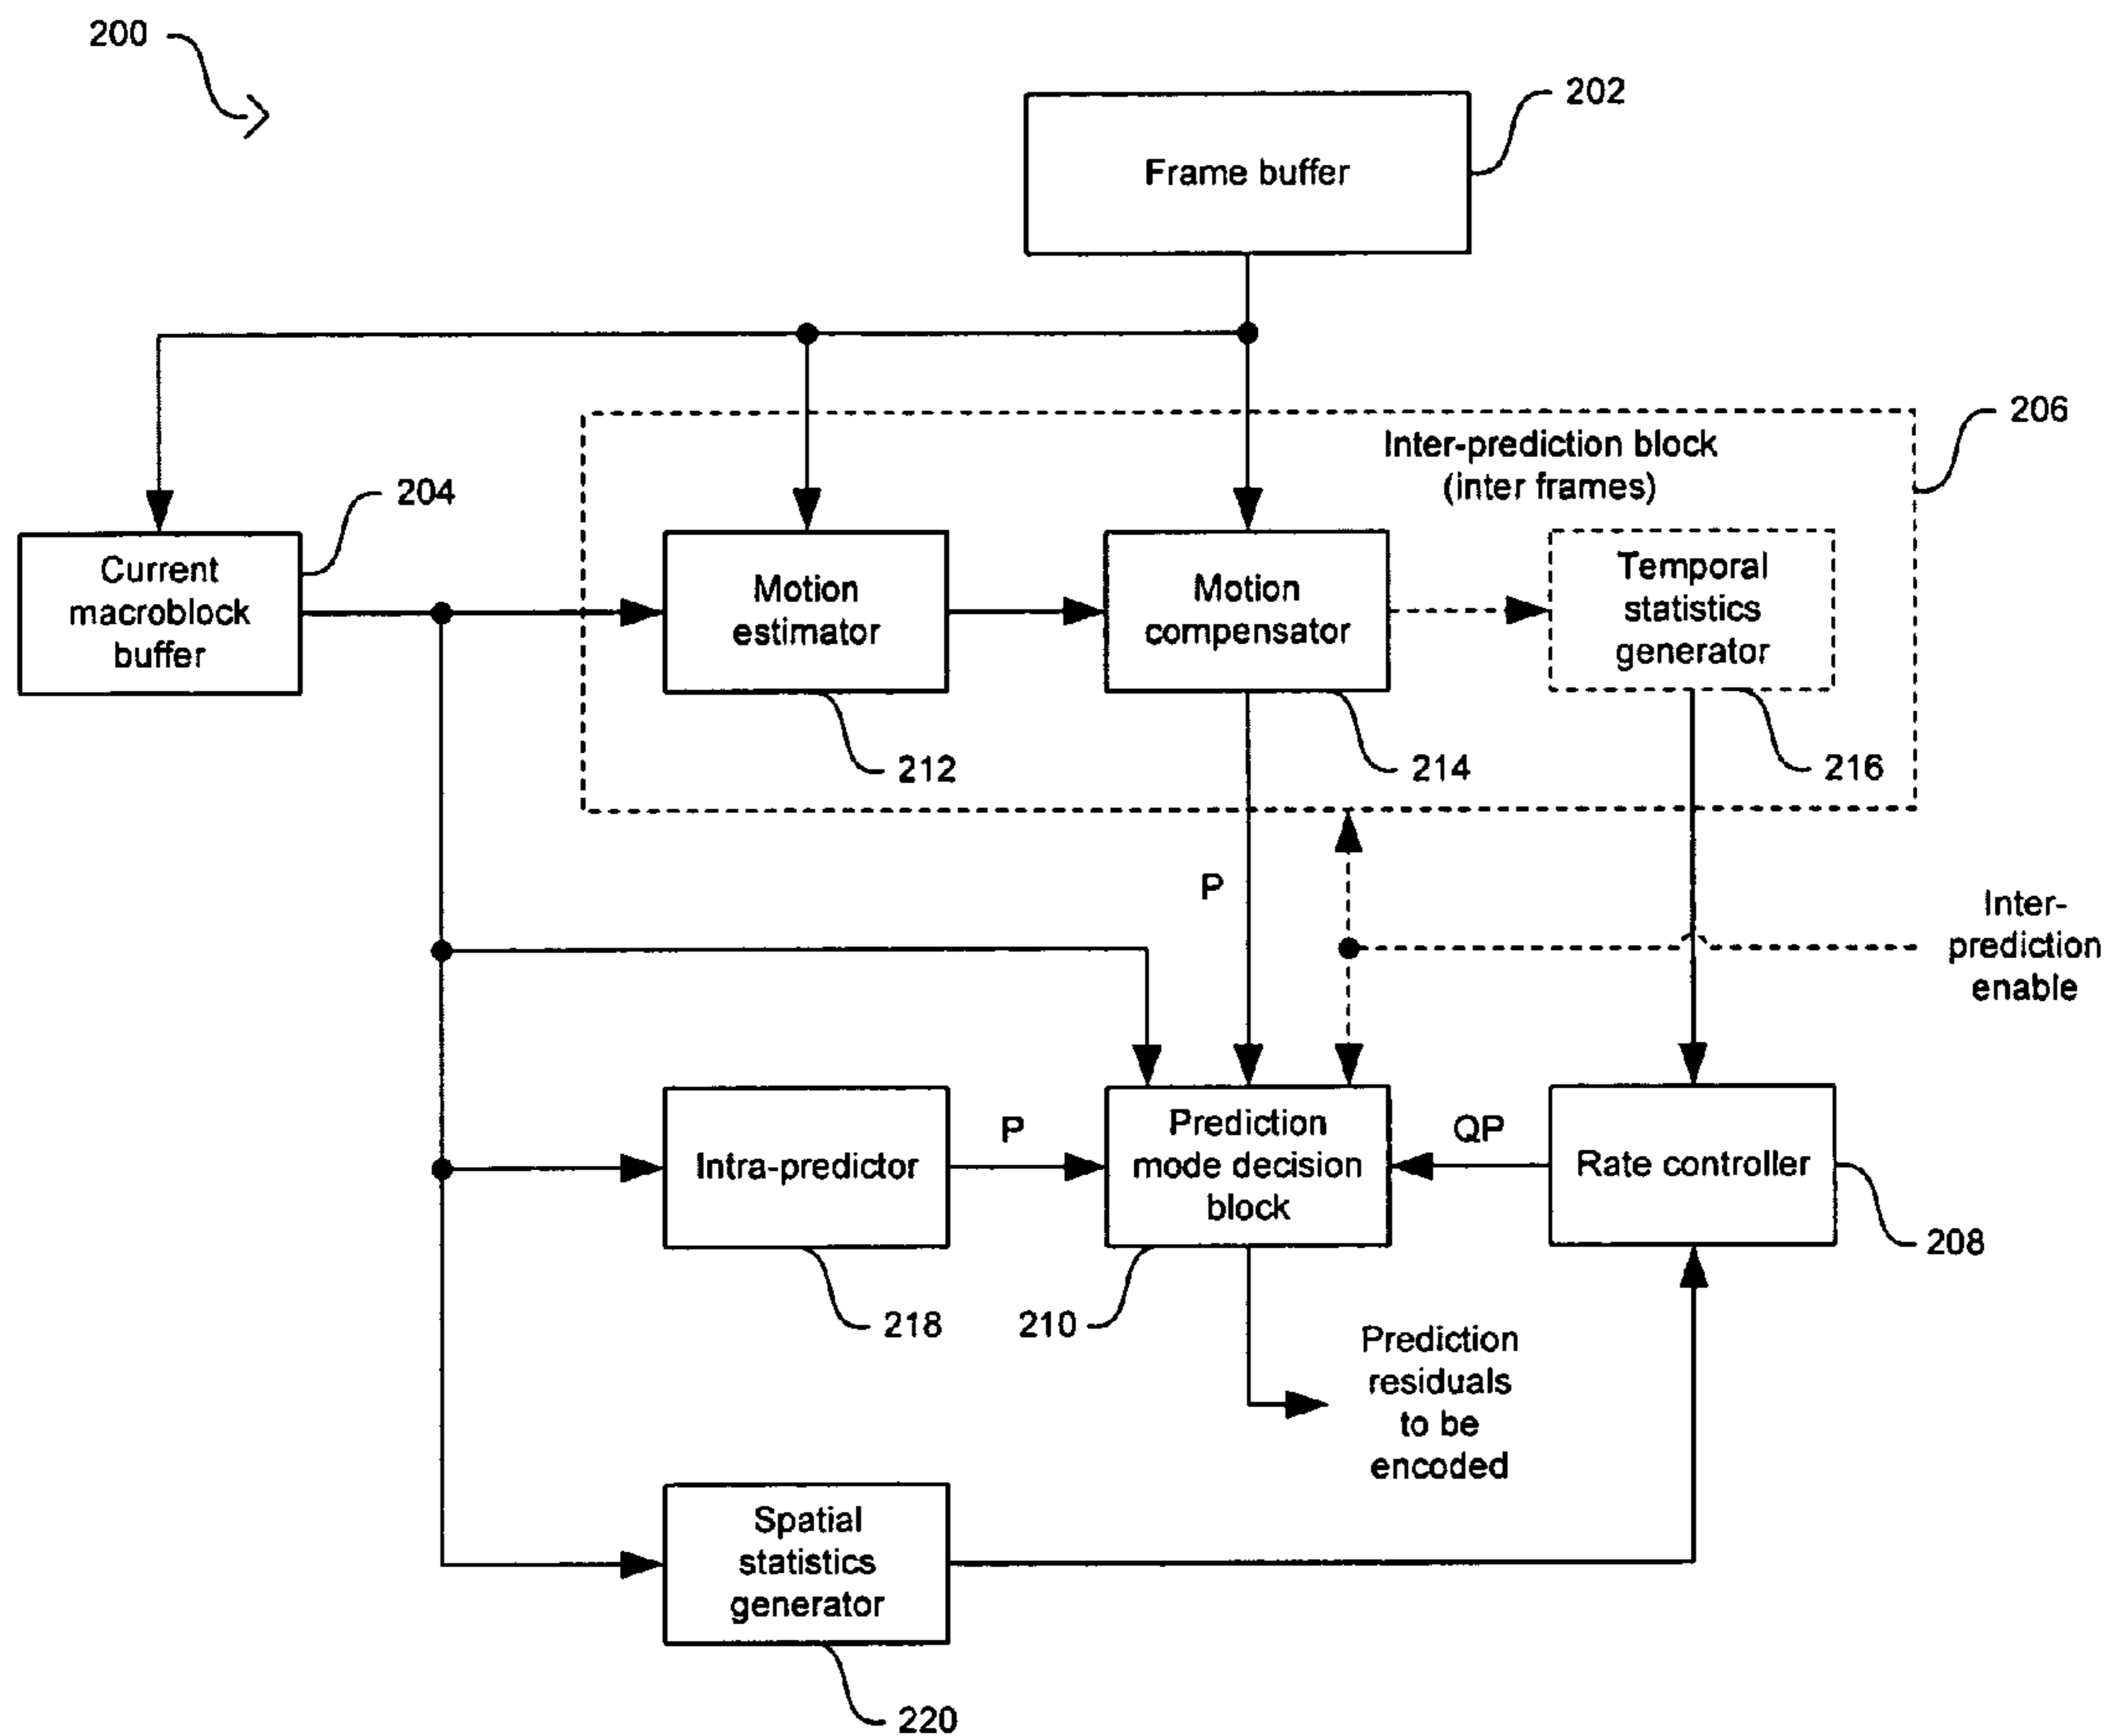 200
202
Frame buffer
206
Inter-prediction block
(inter frames)
204
Current
macroblock
buffer
Motion
estimator
Motion
compensator
Temporal
statistics
generator
212
214
216
P
Inter-
prediction
enable
Intra-predictor
P
Prediction
mode decision
block
QP
Rate controller
208
218
210
Prediction
residuals
to be
encoded
Spatial
statistics
generator
220